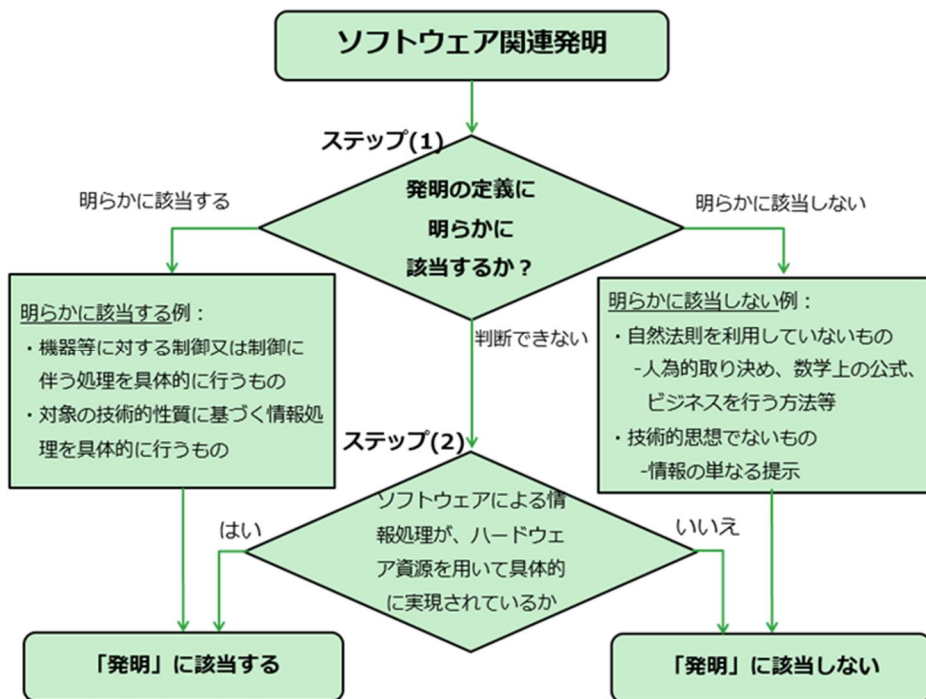 ソフトウェア関連発明
ステップ(1)
発明の定義に
明らかに
該当するか？
明らかに該当する
明らかに該当しない
明らかに該当する例：
・機器等に対する制御又は制御に
伴う処理を具体的に行うもの
・対象の技術的性質に基づく情報処
理を具体的に行うもの
判断できない
明らかに該当しない例：
・自然法則を利用していないもの
-人為的取り決め、数学上の公式、
ビジネスを行う方法等
・技術的思想でないもの
-情報の単なる提示
ステップ(2)
ソフトウェアによる情
報処理が、ハードウェ
ア資源を用いて具体的
に実現されているか
はい
いいえ
「発明」に該当する
「発明」に該当しない